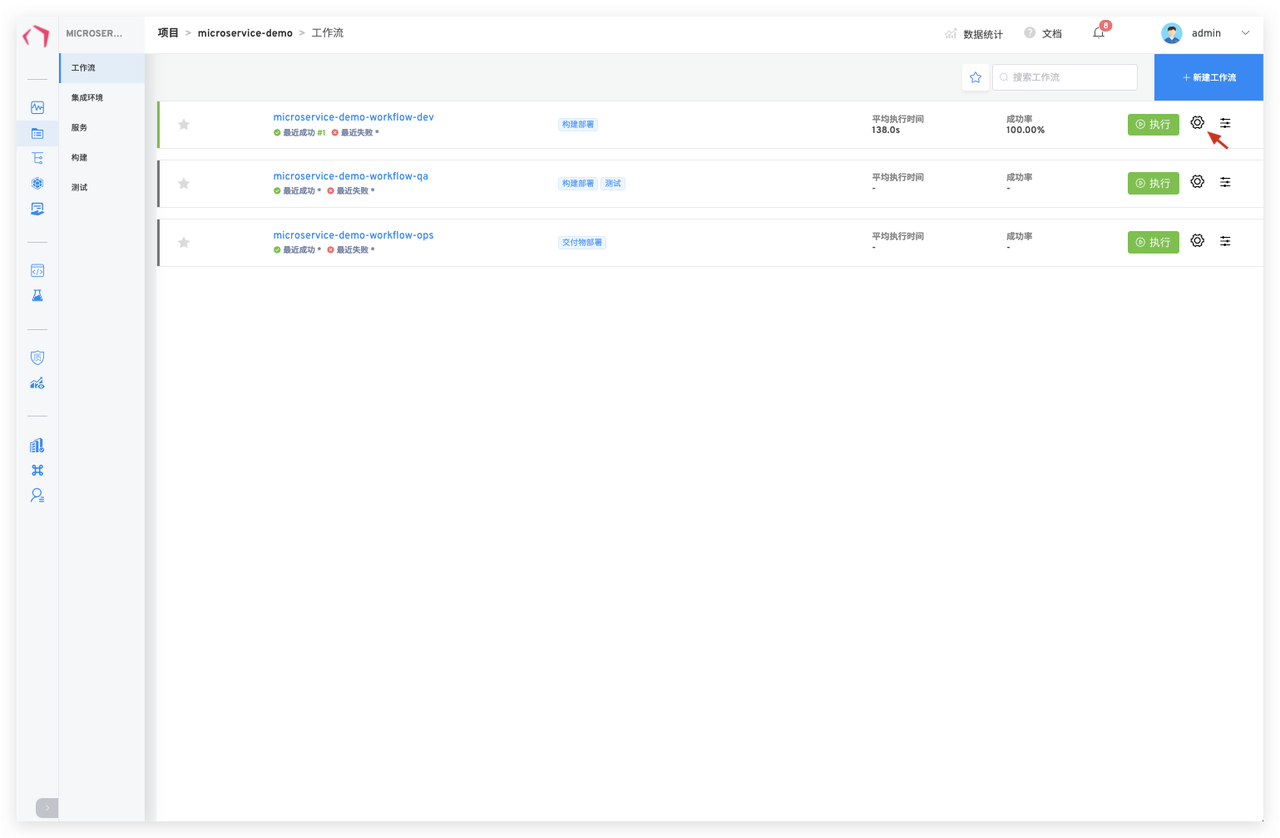 MICROSER...
项目 > microservice-demo > 工作流
数据统计
文档
8
admin
工作流
集成环境
服务
构建
测试
搜索工作流
+ 新建工作流
microservice-demo-workflow-dev
最近成功 #1 最近失败 *
构建部署
平均执行时间
138.0s
成功率
100.00%
执行
microservice-demo-workflow-qa
最近成功 * 最近失败 *
构建部署 测试
平均执行时间
-
成功率
-
执行
microservice-demo-workflow-ops
最近成功 * 最近失败 *
交付物部署
平均执行时间
-
成功率
-
执行